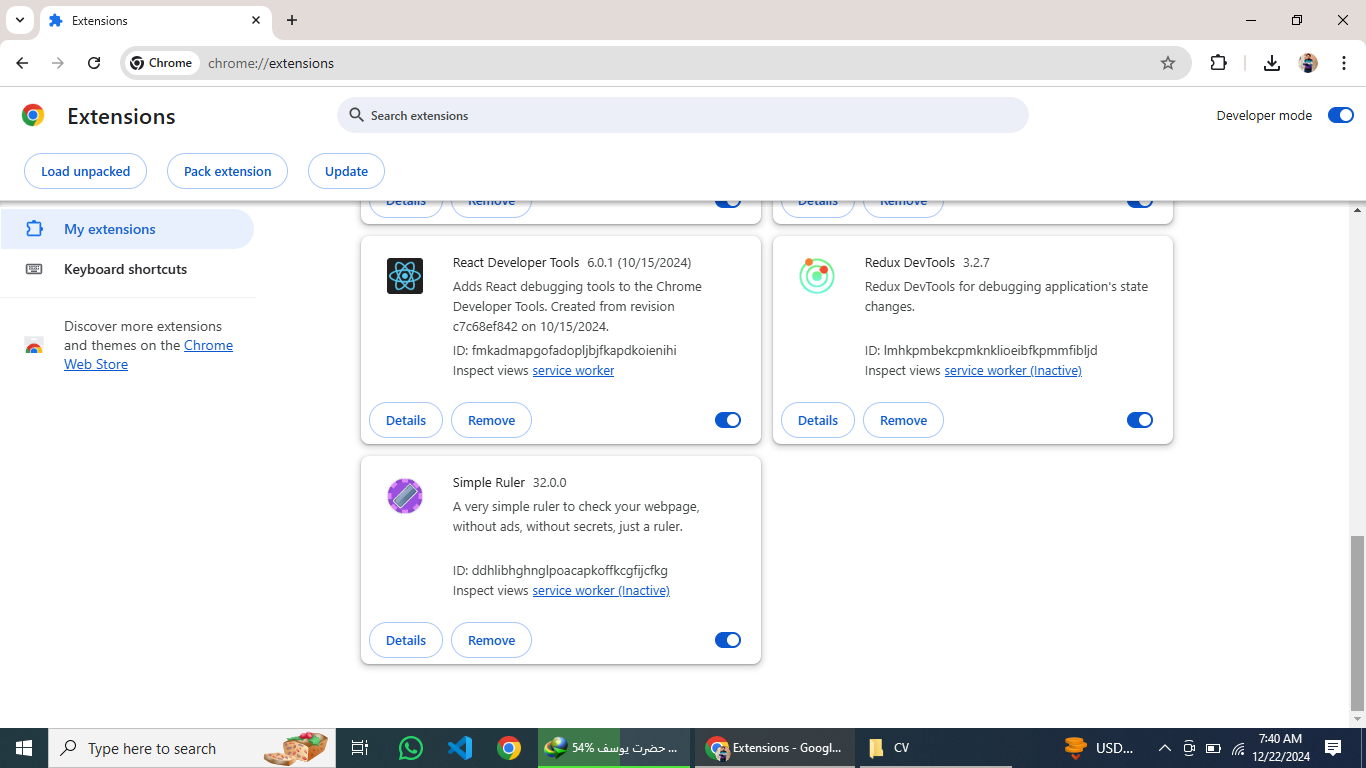 Extensions
Chrome
chrome://extensions
Extensions
Search extensions
Developer mode
Load unpacked
Pack extension
Update
My extensions
Keyboard shortcuts
Discover more extensions
and themes on the Chrome
Web Store
Details
Remove
Details
Remove
React Developer Tools 6.0.1 (10/15/2024)
Adds React debugging tools to the Chrome
Developer Tools. Created from revision
c7c68ef842 on 10/15/2024.
ID: fmkadmapgofadopljbjfkapdkoienihi
Inspect views service worker
Details
Remove
Redux DevTools 3.2.7
Redux DevTools for debugging application's state
changes.
ID: lmhkpmbekcpmknklioeibfkpmmfibljd
Inspect views service worker (Inactive)
Details
Remove
Simple Ruler 32.0.0
A very simple ruler to check your webpage,
without ads, without secrets, just a ruler.
ID: ddhlibhghnglpoacapkoffkcgfijcfkg
Inspect views service worker (Inactive)
Details
Remove
Type here to search
54% حضرت یوسف ...
Extensions - Googl...
CV
USD...
7:40 AM
12/22/2024